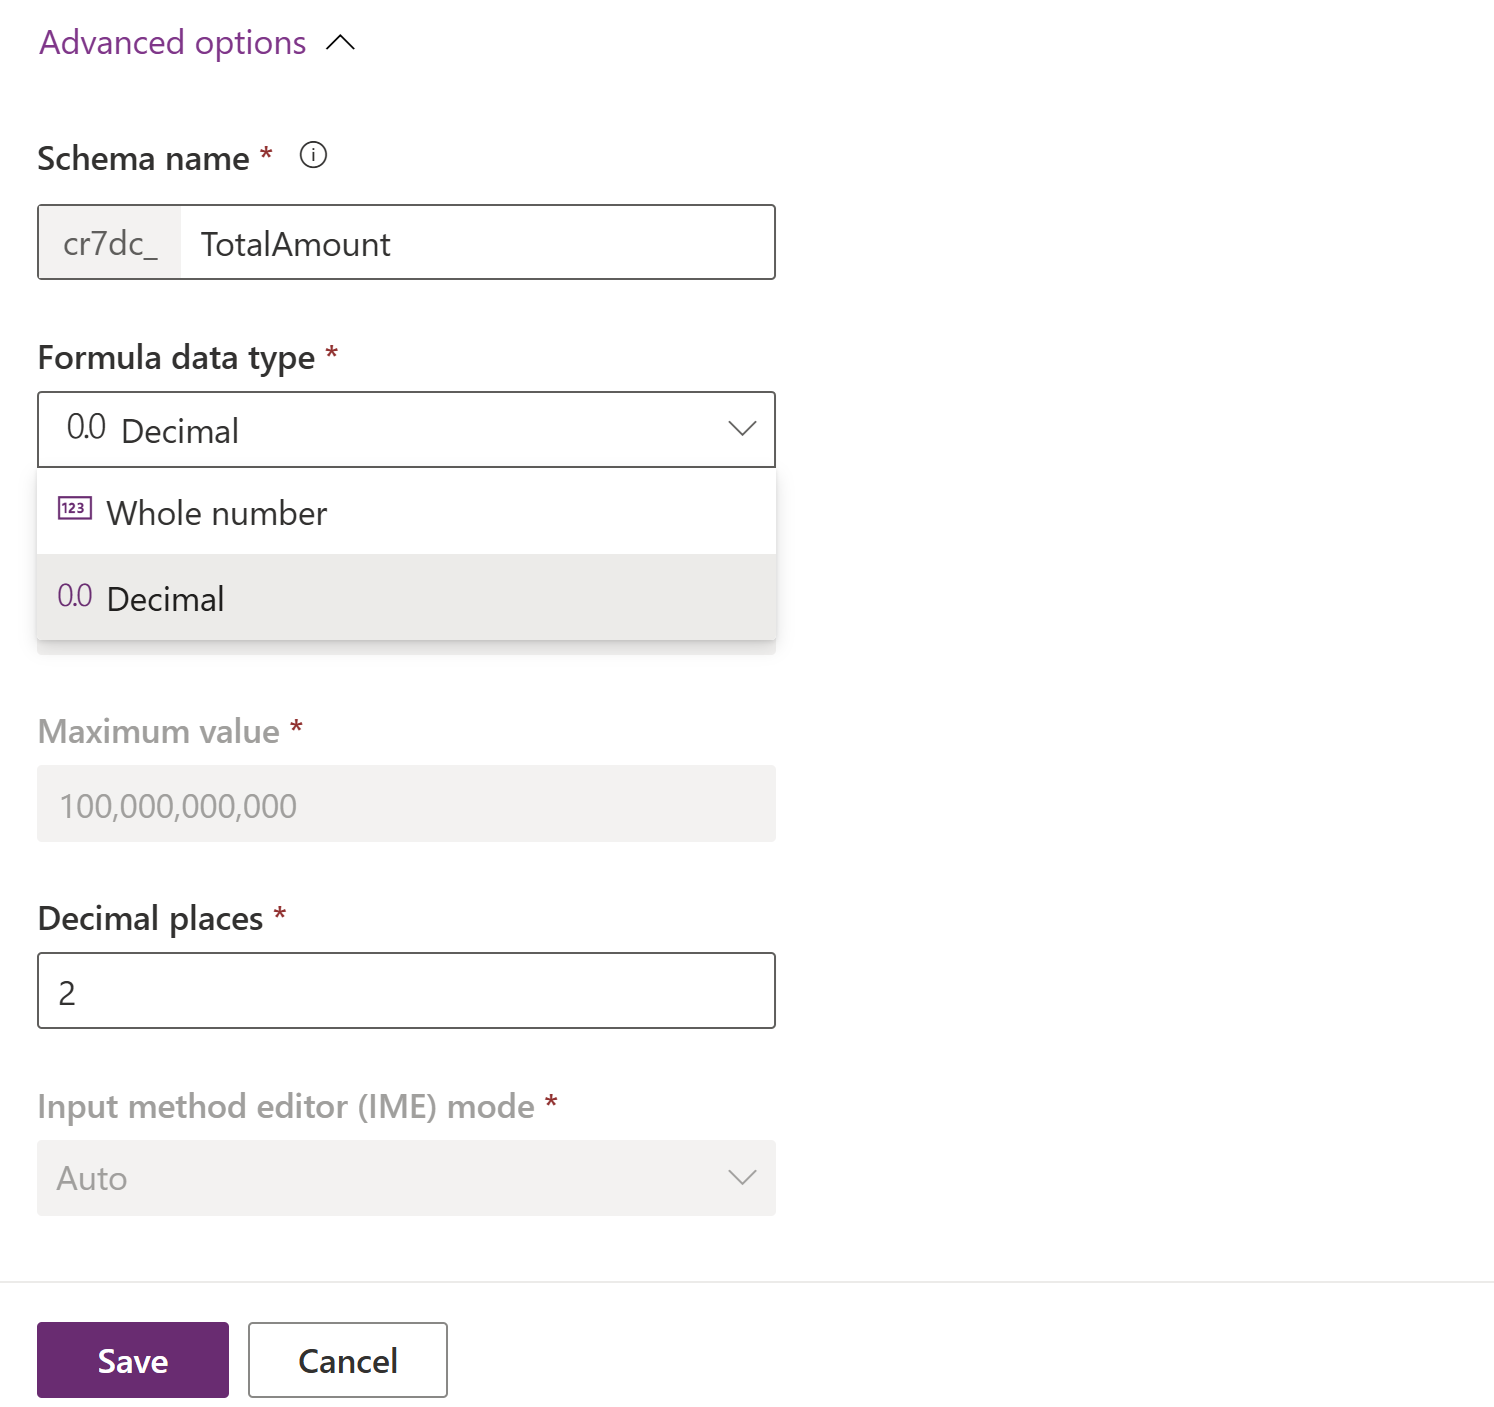 Advanced options
Schema name *
cr7dc_ TotalAmount
Formula data type *
0.0 Decimal
123 Whole number
0.0 Decimal
Maximum value *
100,000,000,000
Decimal places *
2
Input method editor (IME) mode *
Auto
Save Cancel